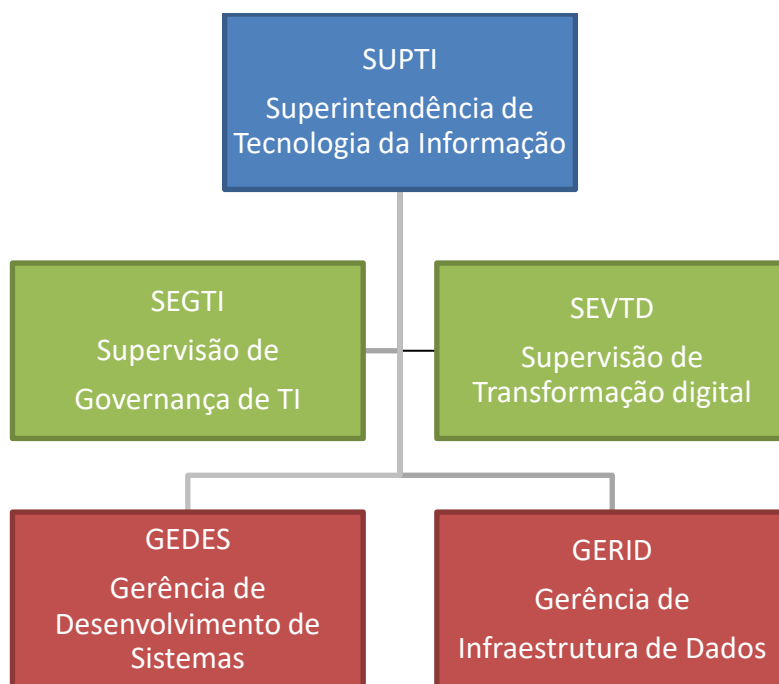 SUPTI
Superintendência de
Tecnologia da Informação
SEGTI
Supervisão de
Governança de TI
SEVTD
Supervisão de
Transformação digital
GEDES
Gerência de
Desenvolvimento de
Sistemas
GERID
Gerência de
Infraestrutura de Dados